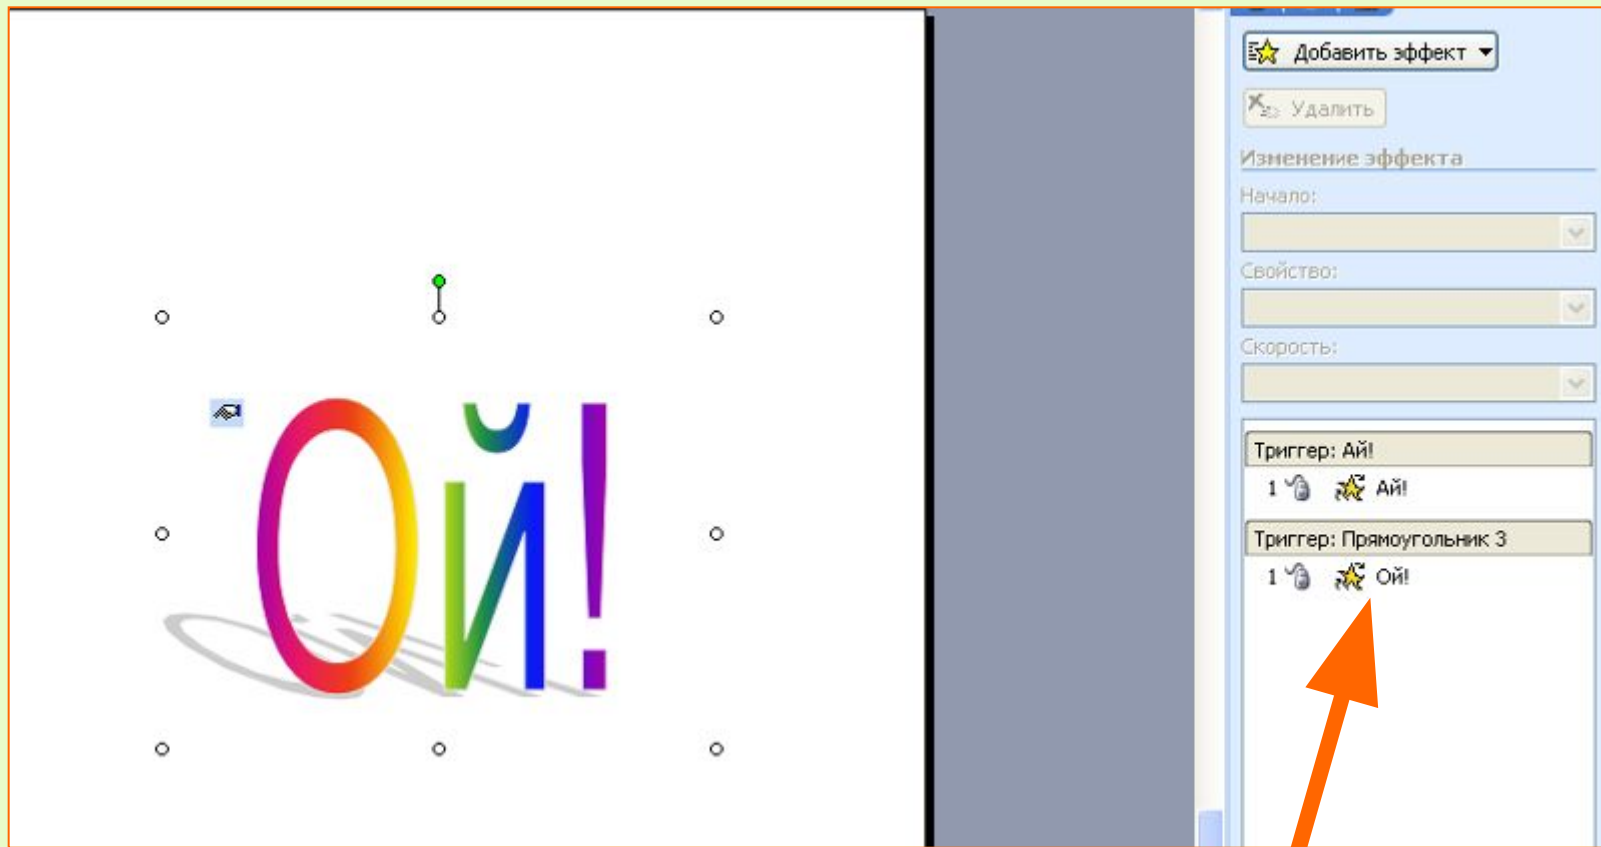 Ой!
Добавить эффект
Удалить
Изменение эффекта
Начало:
Свойство:
Скорость:
Триггер: Ай!
1 Ай!
Триггер: Прямоугольник 3
1 Ой!